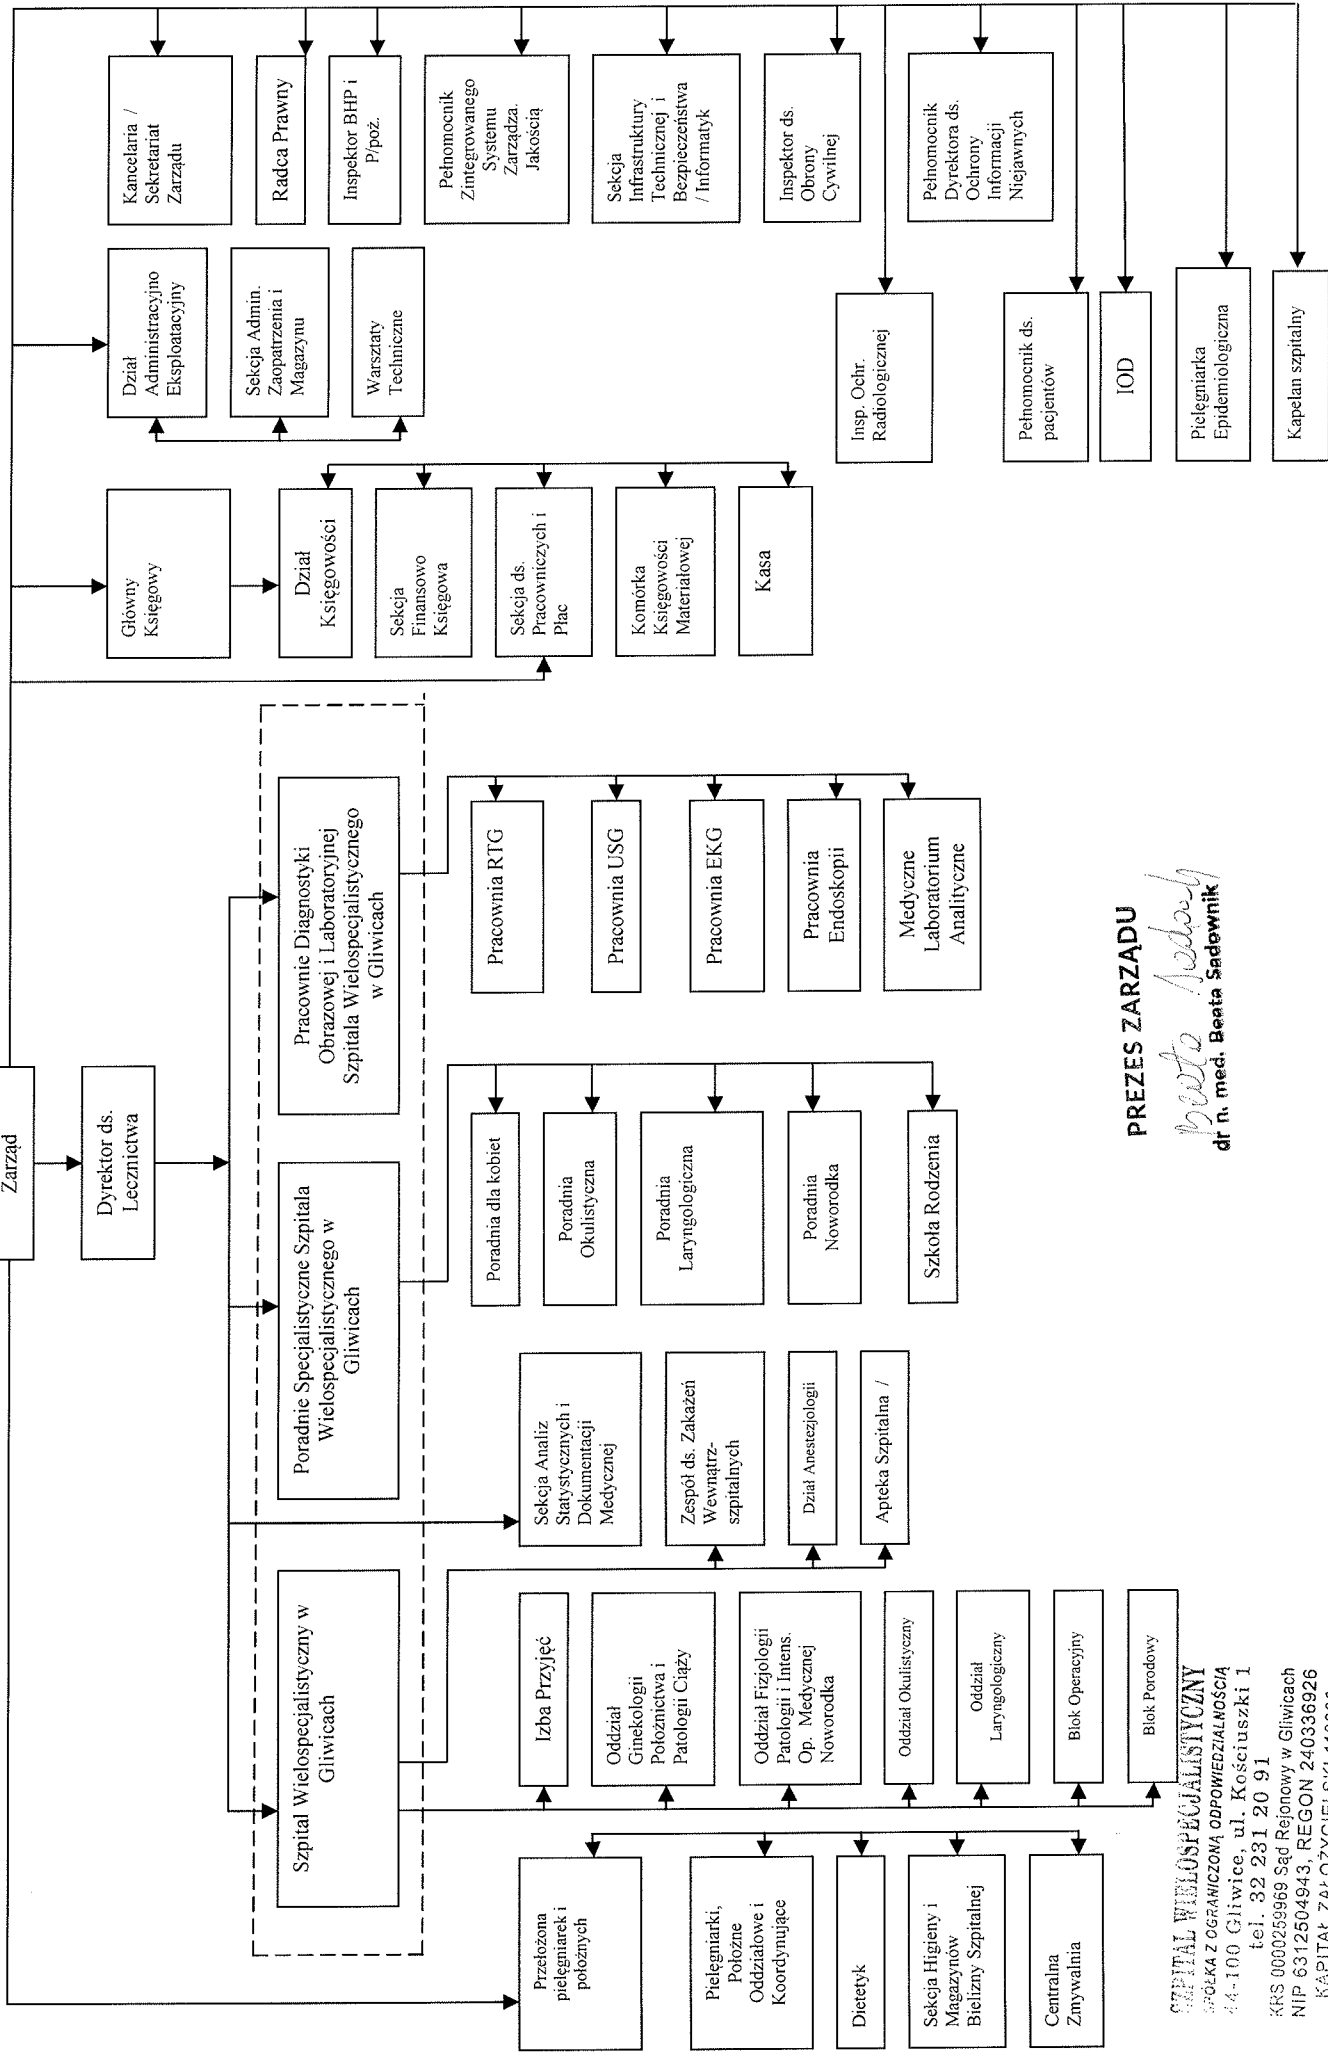 Zarząd
Dyrektor ds.
Lecznictwa
Szpital Wielospecjalistyczny w
Gliwicach
Poradnie Specjalistyczne Szpitala
Wielospecjalistycznego w
Gliwicach
Pracownie Diagnostyki
Obrazowej i Laboratoryjnej
Szpitala Wielospecjalistycznego
w Gliwicach
Przełożona
pielęgniarek i
położnych
Pielęgniarki,
Położne
Oddziałowe i
Koordynujące
Dietetyk
Sekcja Higieny i
Magazynów
Bielizny Szpitalnej
Centralna
Zmywalnia
Izba Przyjęć
Oddział
Ginekologii
Położnictwa i
Patologii Ciąży
Oddział Fizjologii
Patologii i Intens.
Op. Medycznej
Noworodka
Oddział Okulistyczny
Oddział
Laryngologiczny
Blok Operacyjny
Blok Porodowy
Sekcja Analiz
Statystycznych i
Dokumentacji
Medycznej
Zespół ds. Zakażeń
Wewnątrz-
szpitalnych
Dział Anestezjologii
Apteka Szpitalna /
Poradnia dla kobiet
Poradnia
Okulistyczna
Poradnia
Laryngologiczna
Poradnia
Noworodka
Szkoła Rodzenia
Pracownia RTG
Pracownia USG
Pracownia EKG
Pracownia
Endoskopii
Medyczne
Laboratorium
Analityczne
Główny
Księgowy
Dział
Księgowości
Sekcja
Finansowo
Księgowa
Sekcja ds.
Pracowniczych i
Płac
Komórka
Księgowości
Materiałowej
Kasa
Dział
Administracyjno
Eksploatacyjny
Sekcja Admin.
Zaopatrzenia i
Magazynu
Warsztaty
Techniczne
Kancelaria /
Sekretariat
Zarządu
Radca Prawny
Inspektor BHP i
P/poż.
Pełnomocnik
Zintegrowanego
Systemu
Zarządza.
Jakością
Sekcja
Infrastruktury
Technicznej i
Bezpieczeństwa
/ Informatyk
Inspektor ds.
Obrony
Cywilnej
Pełnomocnik
Dyrektora ds.
Ochrony
Informacji
Niejawnych
Insp. Ochr.
Radiologicznej
Pełnomocnik ds.
pacjentów
IOD
Pielęgniarka
Epidemiologiczna
Kapelan szpitalny
SZPITAL WIELOSPECJALISTYCZNY
SPÓŁKA Z OGRANICZONĄ ODPOWIEDZIALNOŚCIĄ
44-100 Gliwice, ul. Kościuszki 1
tel. 32 231 20 91
KRS 0000259969 Sąd Rejonowy w Gliwicach
NIP 6312504943, REGON 240336926
KAPITAŁ ZAŁOŻYCIELSKI
PREZES ZARZĄDU
Beata Sadownik
dr n. med. Beata Sadownik